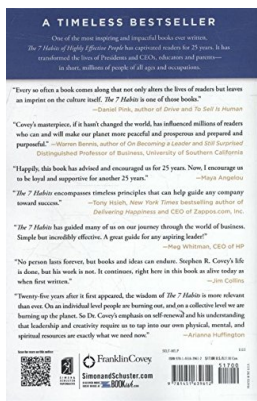 A TIMELESS BESTSELLER
One of the most inspiring and impactful books ever written,
The 7 Habits of Highly Effective People has captivated readers for 25 years. It has
transformed the lives of Presidents and CEOs, educators and parents—
in short, millions of people of all ages and occupations.
"Every so often a book comes along that not only alters the lives of readers but leaves
an imprint on the culture itself. The 7 Habits is one of those books."
—Daniel Pink, author of Drive and To Sell Is Human
"Covey's masterpiece, if it hasn't changed the world, has influenced millions of readers
who can and will make our planet more peaceful and prosperous and prepared and
purposeful." —Warren Bennis, author of On Becoming a Leader and Still Surprised
Distinguished Professor of Business, University of Southern California
"Happily, this book has advised and encouraged us for 25 years. Now, I encourage us
to be loyal and supportive for another 25 years." —Maya Angelou
"The 7 Habits encompasses timeless principles that can help guide any company
toward success." —Tony Hsieh, New York Times bestselling author of
Delivering Happiness and CEO of Zappos.com, Inc.
"The 7 Habits has guided many of us on our journey through the world of business.
Simple but incredibly effective. A great guide for any aspiring leader!"
—Meg Whitman, CEO of HP
"No person lasts forever, but books and ideas can endure. Stephen R. Covey's life
is done, but his work is not. It continues, right here in this book as alive today as
when first written." —Jim Collins
"Twenty-five years after it first appeared, the wisdom of The 7 Habits is more relevant
than ever. On an individual level people are burning out, and on a collective level we are
burning up the planet. So Dr. Covey's emphasis on self-renewal and his understanding
that leadership and creativity require us to tap into our own physical, mental, and
spiritual resources are exactly what we need now." —Arianna Huffington
SELF-HELP
FranklinCovey.
SIMON &
SCHUSTER
SimonandSchuster.com
BOOK
51700
9 781451 639612